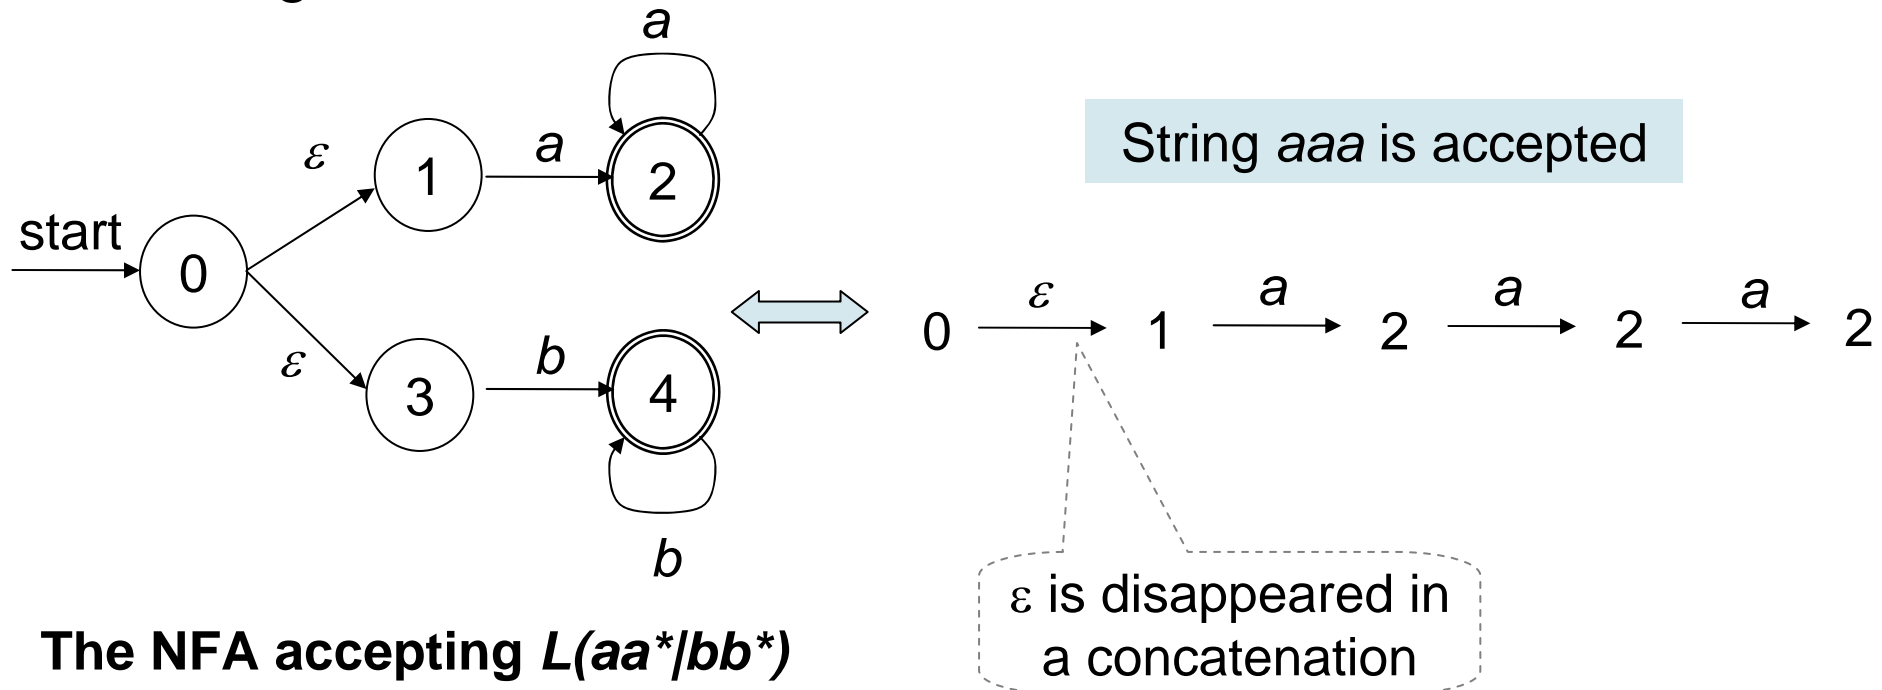 a
String aaa is accepted
ε
1
a
2
start
0
ε
3
b
4
b
0
ε
1
a
2
a
2
a
2
ε is disappeared in
a concatenation
The NFA accepting L(aa*|bb*)